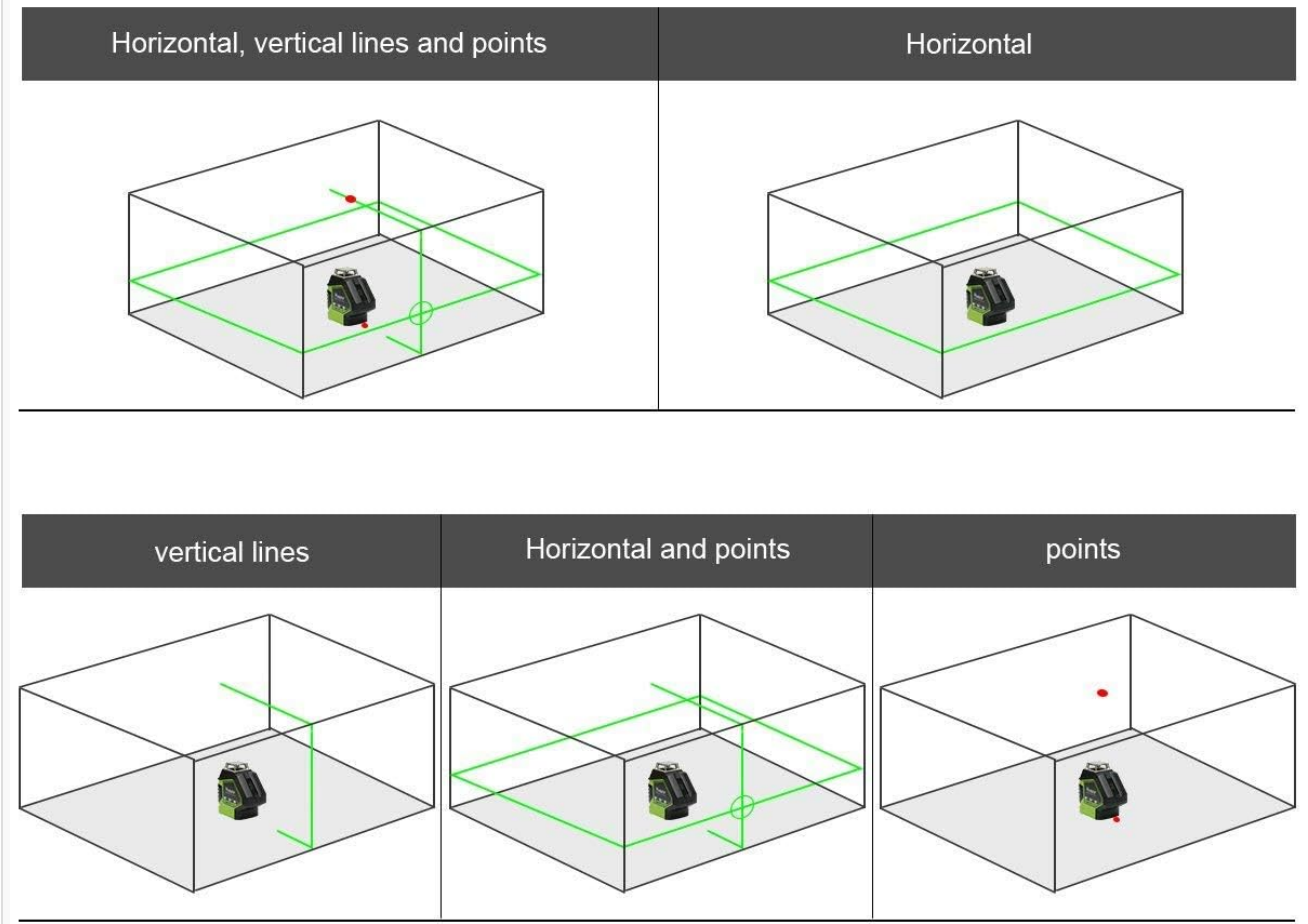 Horizontal, vertical lines and points
Horizontal
vertical lines
Horizontal and points
points